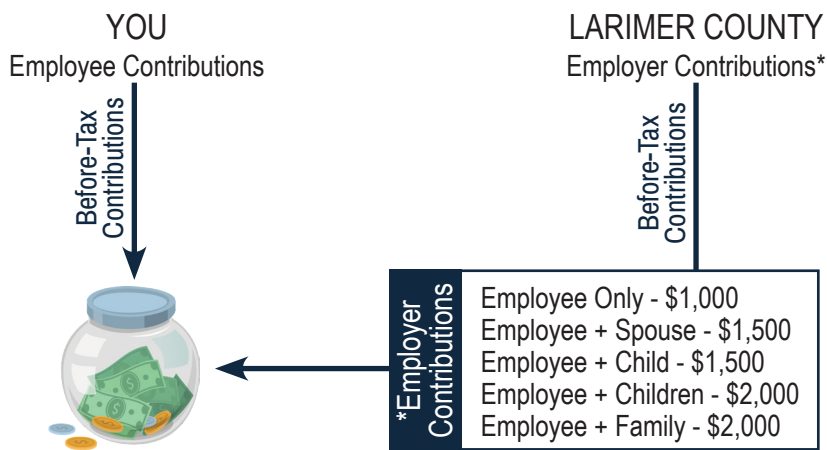 YOU
Employee Contributions
Before-Tax
Contributions
LARIMER COUNTY
Employer Contributions*
Before-Tax
Contributions
*Employer
Contributions
Employee Only - $1,000
Employee + Spouse - $1,500
Employee + Child - $1,500
Employee + Children - $2,000
Employee + Family - $2,000